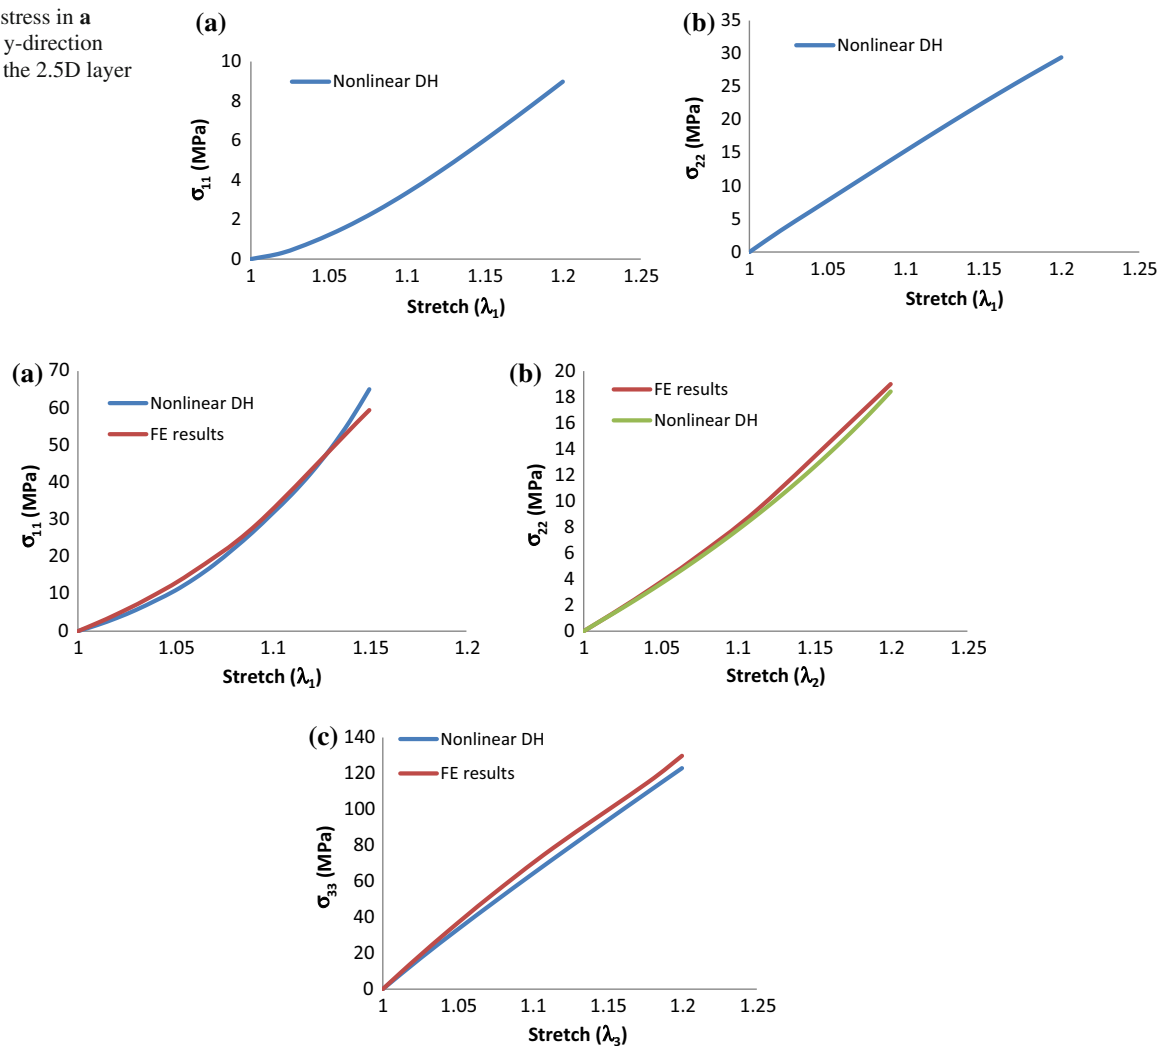 stress in a
y-direction
the 2.5D layer
(a)
10
8
6
4
2
0
σ11 (MPa)
Nonlinear DH
1 1.05 1.1 1.15 1.2 1.25
Stretch (λ1)
(b)
35
30
25
20
15
10
5
0
σ22 (MPa)
Nonlinear DH
1 1.05 1.1 1.15 1.2 1.25
Stretch (λ1)
(a)
70
60
50
40
30
20
10
0
σ11 (MPa)
Nonlinear DH
FE results
1 1.05 1.1 1.15 1.2
Stretch (λ1)
(b)
20
18
16
14
12
10
8
6
4
2
0
σ22 (MPa)
FE results
Nonlinear DH
1 1.05 1.1 1.15 1.2 1.25
Stretch (λ2)
(c)
140
120
100
80
60
40
20
0
σ33 (MPa)
Nonlinear DH
FE results
1 1.05 1.1 1.15 1.2 1.25
Stretch (λ3)